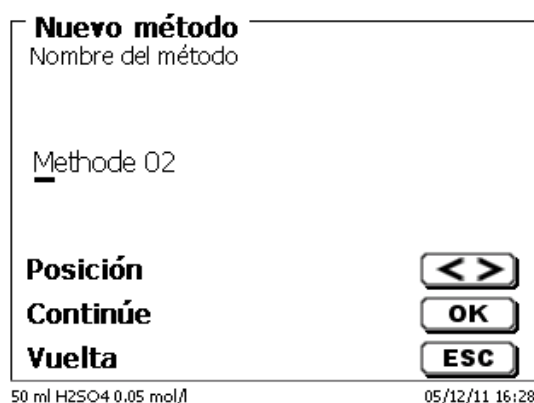 Nuevo método
Nombre del método
Methode 02
Posición < >
Continúe OK
Vuelta ESC
50 ml H2SO4 0.05 mol/l 05/12/11 16:28